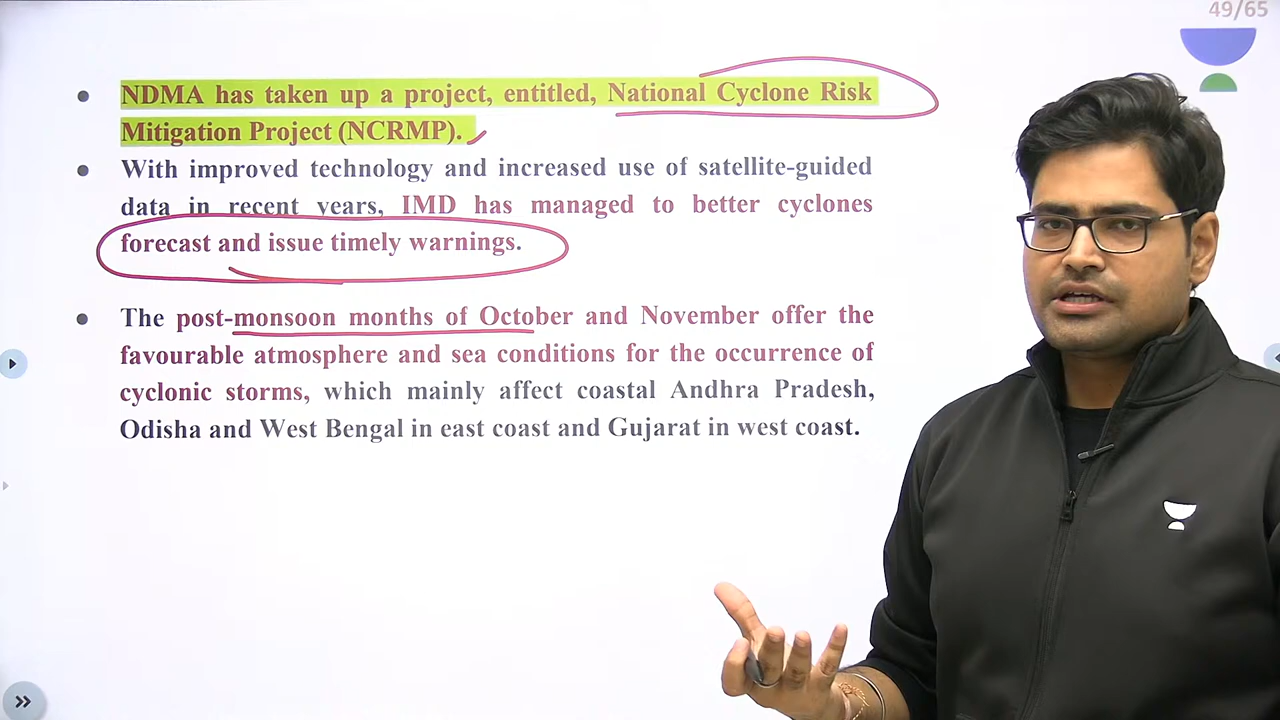 49/65
NDMA has taken up a project, entitled, National Cyclone Risk
Mitigation Project (NCRMP).
With improved technology and increased use of satellite-guided
data in recent years, IMD has managed to better cyclones
forecast and issue timely warnings.
The post-monsoon months of October and November offer the
favourable atmosphere and sea conditions for the occurrence of
cyclonic storms, which mainly affect coastal Andhra Pradesh,
Odisha and West Bengal in east coast and Gujarat in west coast.